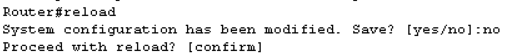 Router#reload
System configuration has been modified. Save? [yes/no]:no
Proceed with reload? [confirm]